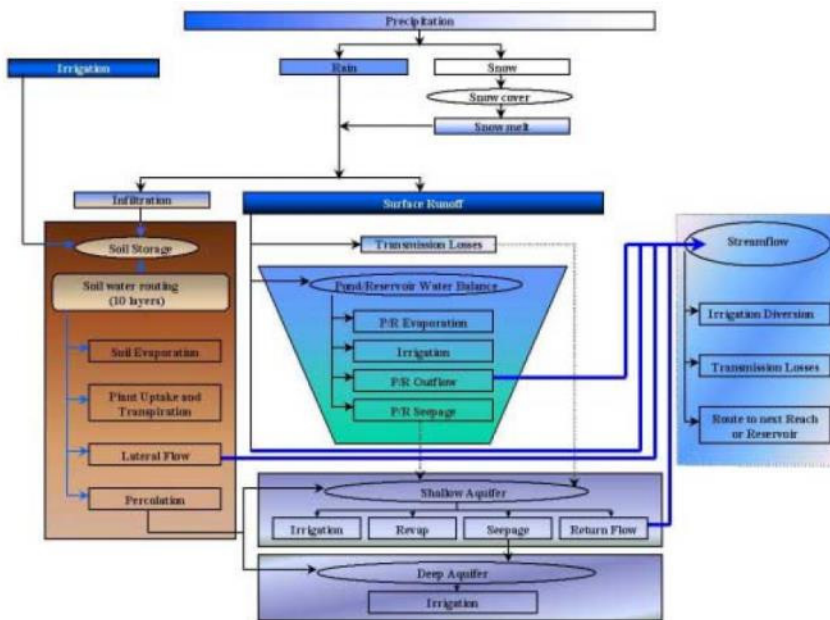 Precipitation
Irrigation
Rain
Snow
Snow cover
Snow melt
Infiltration
Surface Runoff
Soil Storage
Transmission Losses
Streamflow
Soil water routing
(10 layers)
Pond/Reservoir Water Balance
P/R Evaporation
Irrigation Diversion
Soil Evaporation
Irrigation
P/R Outflow
Transmission Losses
Plant Uptake and
Transpiration
P/R Seepage
Route to next Reach
or Reservoir
Lateral Flow
Percolation
Shallow Aquifer
Irrigation
Revap
Seepage
Return Flow
Deep Aquifer
Irrigation